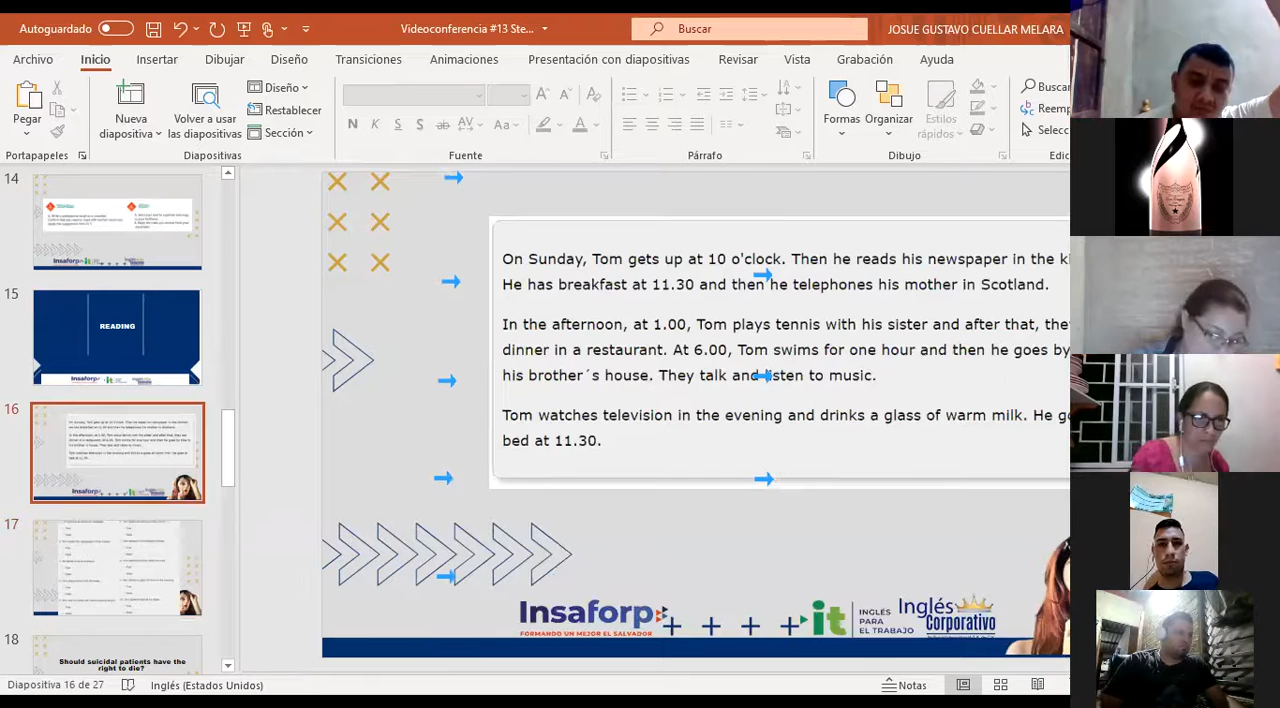 Autoguardado
Videoconferencia #13 Ste...
Buscar
JOSUE GUSTAVO CUELLAR MELARA
Archivo Inicio Insertar Dibujar Diseño Transiciones Animaciones Presentación con diapositivas Revisar Vista Grabación Ayuda
Pegar
Nueva
diapositiva
Volver a usar
las diapositivas
Diseño
Restablecer
Sección
N K S S ab AV Aa A
Formas
Organizar
Estilos
rápidos
Buscar
Portapapeles Diapositivas Fuente Párrafo Dibujo
14
15
READING
16
17
18
Should suicidal patients have the
right to die?
On Sunday, Tom gets up at 10 o'clock. Then he reads his newspaper in the
He has breakfast at 11.30 and then he telephones his mother in Scotland.
In the afternoon, at 1.00, Tom plays tennis with his sister and after that,
dinner in a restaurant. At 6.00, Tom swims for one hour and then he goes
his brother´s house. They talk and listen to music.
Tom watches television in the evening and drinks a glass of warm milk. He
bed at 11.30.
Insaforp
FORMANDO UN MEJOR EL SALVADOR
it
INGLÉS
PARA
EL TRABAJO
Inglés
Corporativo
Diapositiva 16 de 27
Inglés (Estados Unidos)
Notas